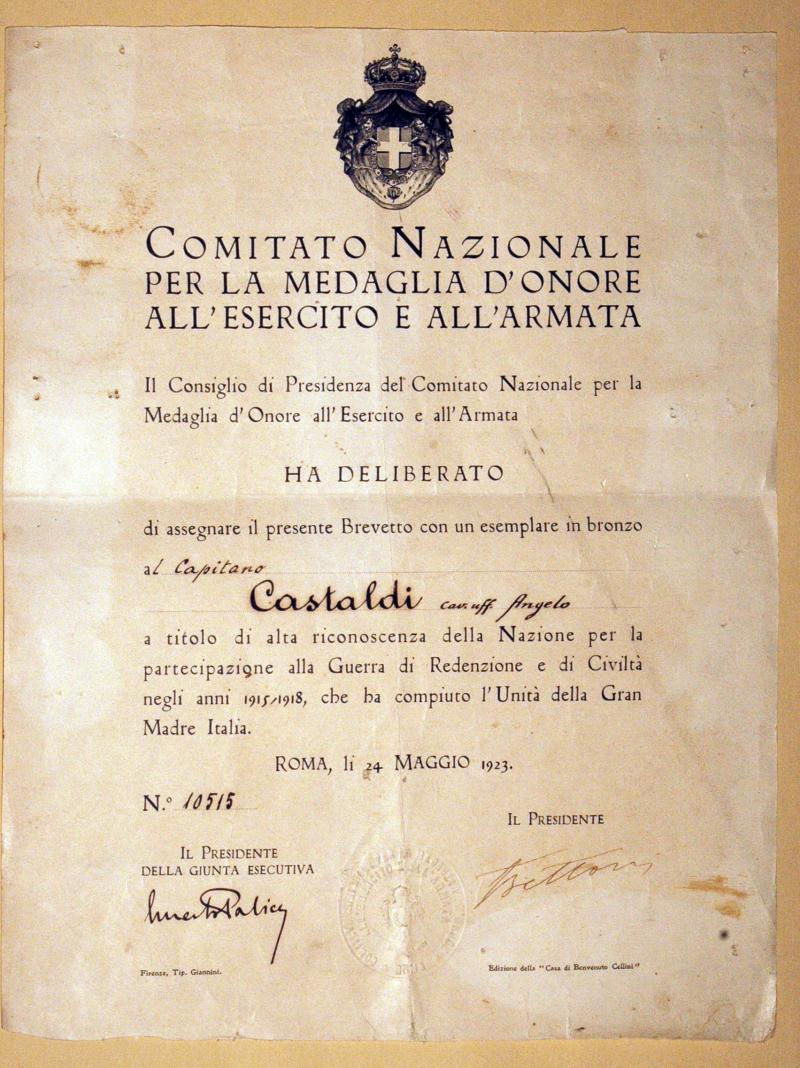 COMITATO NAZIONALE
PER LA MEDAGLIA D'ONORE
ALL'ESERCITO E ALL'ARMATA
Il Consiglio di Presidenza del Comitato Nazionale per la
Medaglia d'Onore all'Esercito e all'Armata
HA DELIBERATO
di assegnare il presente Brevetto con un esemplare in bronzo
al Capitano
Castaldi cav. uff Angelo
a titolo di alta riconoscenza della Nazione per la
partecipazione alla Guerra di Redenzione e di Civiltà
negli anni 1915/1918, che ha compiuto l'Unità della Gran
Madre Italia.
ROMA, lì 24 MAGGIO 1923.
N.° 10515
IL PRESIDENTE
IL PRESIDENTE
DELLA GIUNTA ESECUTIVA
Firenze, Tip. Giannini.
Edizione della "Casa di Benvenuto Cellini"